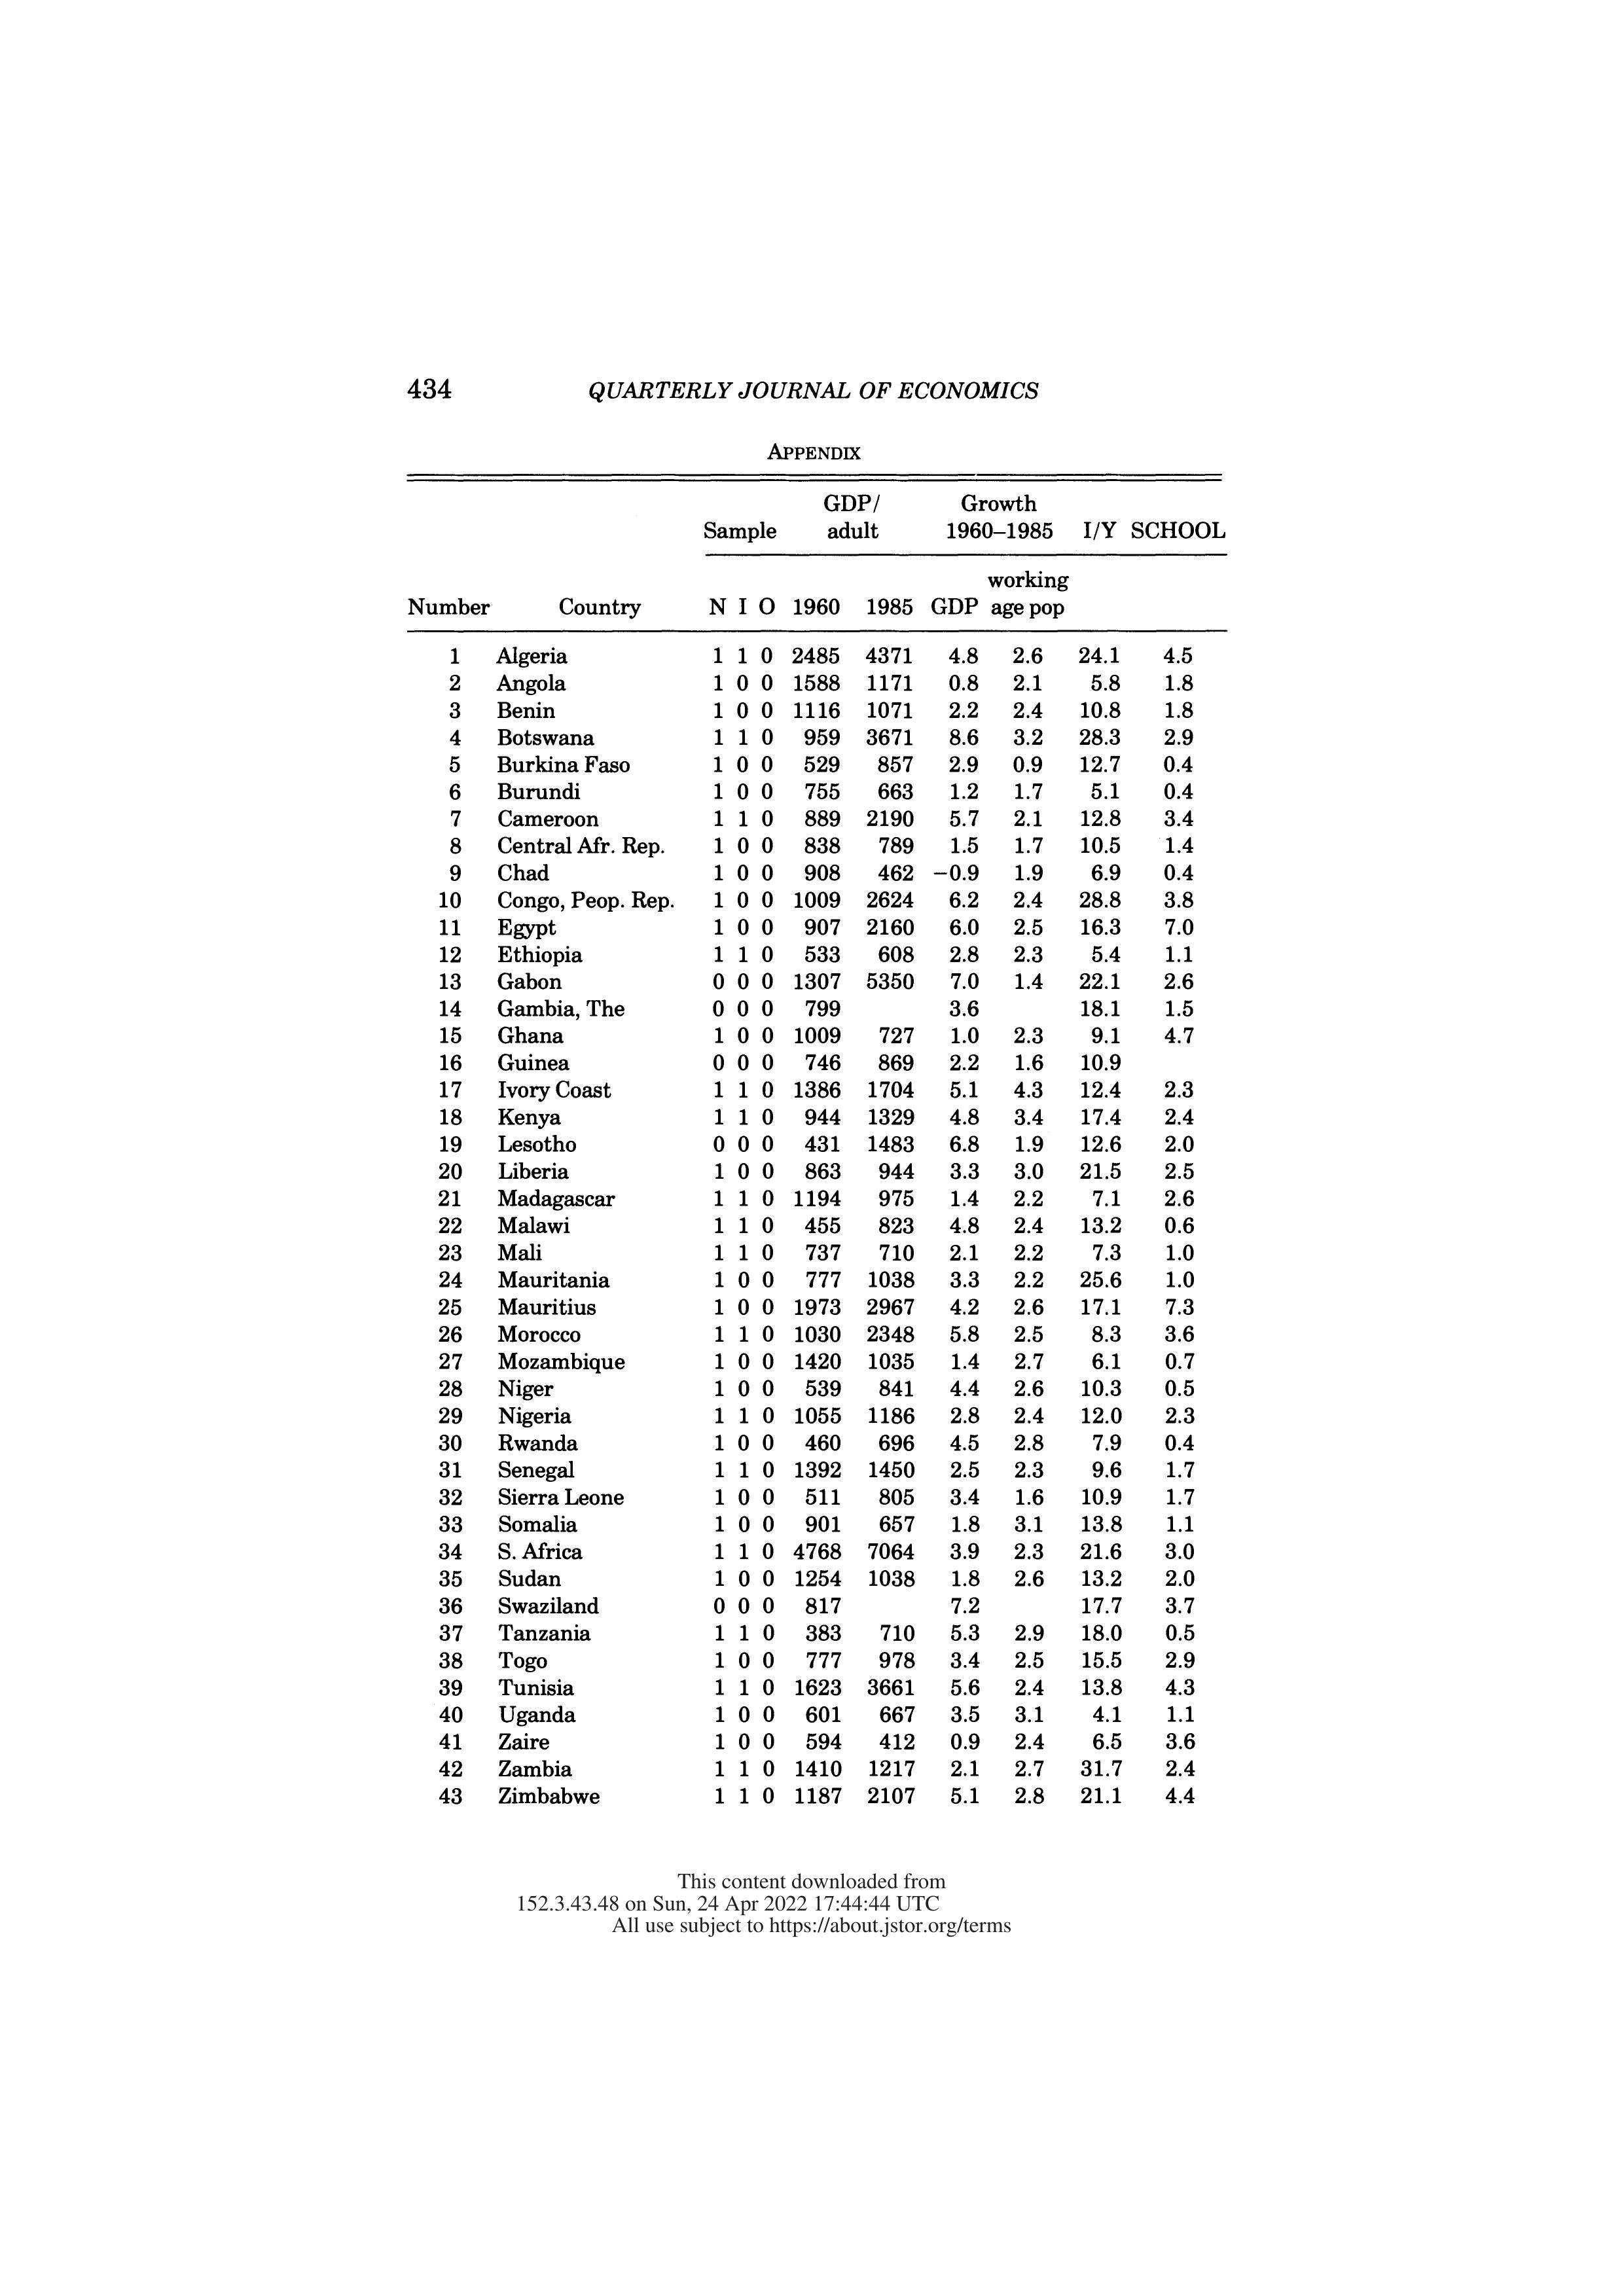 434 QUARTERLY JOURNAL OF ECONOMICS
APPENDIX
GDP/ Growth
Sample adult 1960–1985 I/Y SCHOOL
working
Number Country N I O 1960 1985 GDP age pop
1 Algeria 1 1 0 2485 4371 4.8 2.6 24.1 4.5
2 Angola 1 0 0 1588 1171 0.8 2.1 5.8 1.8
3 Benin 1 0 0 1116 1071 2.2 2.4 10.8 1.8
4 Botswana 1 1 0 959 3671 8.6 3.2 28.3 2.9
5 Burkina Faso 1 0 0 529 857 2.9 0.9 12.7 0.4
6 Burundi 1 0 0 755 663 1.2 1.7 5.1 0.4
7 Cameroon 1 1 0 889 2190 5.7 2.1 12.8 3.4
8 Central Afr. Rep. 1 0 0 838 789 1.5 1.7 10.5 1.4
9 Chad 1 0 0 908 462 −0.9 1.9 6.9 0.4
10 Congo, Peop. Rep. 1 0 0 1009 2624 6.2 2.4 28.8 3.8
11 Egypt 1 0 0 907 2160 6.0 2.5 16.3 7.0
12 Ethiopia 1 1 0 533 608 2.8 2.3 5.4 1.1
13 Gabon 0 0 0 1307 5350 7.0 1.4 22.1 2.6
14 Gambia, The 0 0 0 799 3.6 18.1 1.5
15 Ghana 1 0 0 1009 727 1.0 2.3 9.1 4.7
16 Guinea 0 0 0 746 869 2.2 1.6 10.9
17 Ivory Coast 1 1 0 1386 1704 5.1 4.3 12.4 2.3
18 Kenya 1 1 0 944 1329 4.8 3.4 17.4 2.4
19 Lesotho 0 0 0 431 1483 6.8 1.9 12.6 2.0
20 Liberia 1 0 0 863 944 3.3 3.0 21.5 2.5
21 Madagascar 1 1 0 1194 975 1.4 2.2 7.1 2.6
22 Malawi 1 1 0 455 823 4.8 2.4 13.2 0.6
23 Mali 1 1 0 737 710 2.1 2.2 7.3 1.0
24 Mauritania 1 0 0 777 1038 3.3 2.2 25.6 1.0
25 Mauritius 1 0 0 1973 2967 4.2 2.6 17.1 7.3
26 Morocco 1 1 0 1030 2348 5.8 2.5 8.3 3.6
27 Mozambique 1 0 0 1420 1035 1.4 2.7 6.1 0.7
28 Niger 1 0 0 539 841 4.4 2.6 10.3 0.5
29 Nigeria 1 1 0 1055 1186 2.8 2.4 12.0 2.3
30 Rwanda 1 0 0 460 696 4.5 2.8 7.9 0.4
31 Senegal 1 1 0 1392 1450 2.5 2.3 9.6 1.7
32 Sierra Leone 1 0 0 511 805 3.4 1.6 10.9 1.7
33 Somalia 1 0 0 901 657 1.8 3.1 13.8 1.1
34 S. Africa 1 1 0 4768 7064 3.9 2.3 21.6 3.0
35 Sudan 1 0 0 1254 1038 1.8 2.6 13.2 2.0
36 Swaziland 0 0 0 817 7.2 17.7 3.7
37 Tanzania 1 1 0 383 710 5.3 2.9 18.0 0.5
38 Togo 1 0 0 777 978 3.4 2.5 15.5 2.9
39 Tunisia 1 1 0 1623 3661 5.6 2.4 13.8 4.3
40 Uganda 1 0 0 601 667 3.5 3.1 4.1 1.1
41 Zaire 1 0 0 594 412 0.9 2.4 6.5 3.6
42 Zambia 1 1 0 1410 1217 2.1 2.7 31.7 2.4
43 Zimbabwe 1 1 0 1187 2107 5.1 2.8 21.1 4.4
This content downloaded from
152.3.43.48 on Sun, 24 Apr 2022 17:44:44 UTC
All use subject to https://about.jstor.org/terms